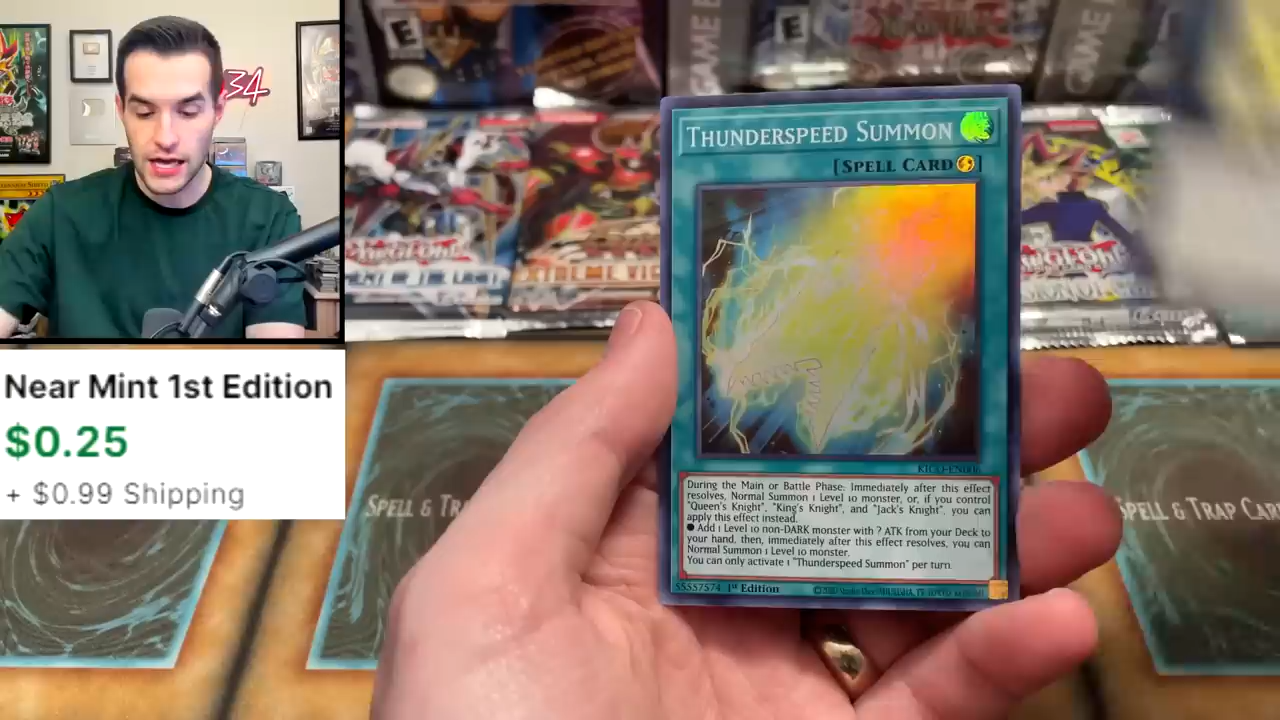 34
GAME B
GAME B
THUNDERSPEED SUMMON
[SPELL CARD]
During the Main or Battle Phase: Immediately after this effect
resolves, Normal Summon 1 Level 10 monster, or, if you control
"Queen's Knight", "King's Knight", and "Jack's Knight", you can
apply this effect instead.
● Add 1 Level 10 non-DARK monster with ? ATK from your Deck to
your hand, then, immediately after this effect resolves, you can
Normal Summon 1 Level 10 monster.
You can only activate 1 "Thunderspeed Summon" per turn.
1st Edition
Near Mint 1st Edition
$0.25
+ $0.99 Shipping
SPELL & TR
SPELL & TRAP CAR